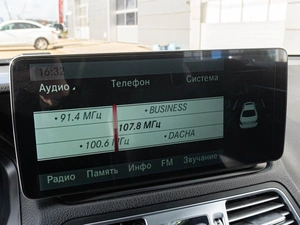 16:32
Аудио Телефон Система
• BUSINESS
• 91.4 МГц
107.8 МГц
• DACHA
• 100.6 МГц
Радио Память Инфо FM Звучание